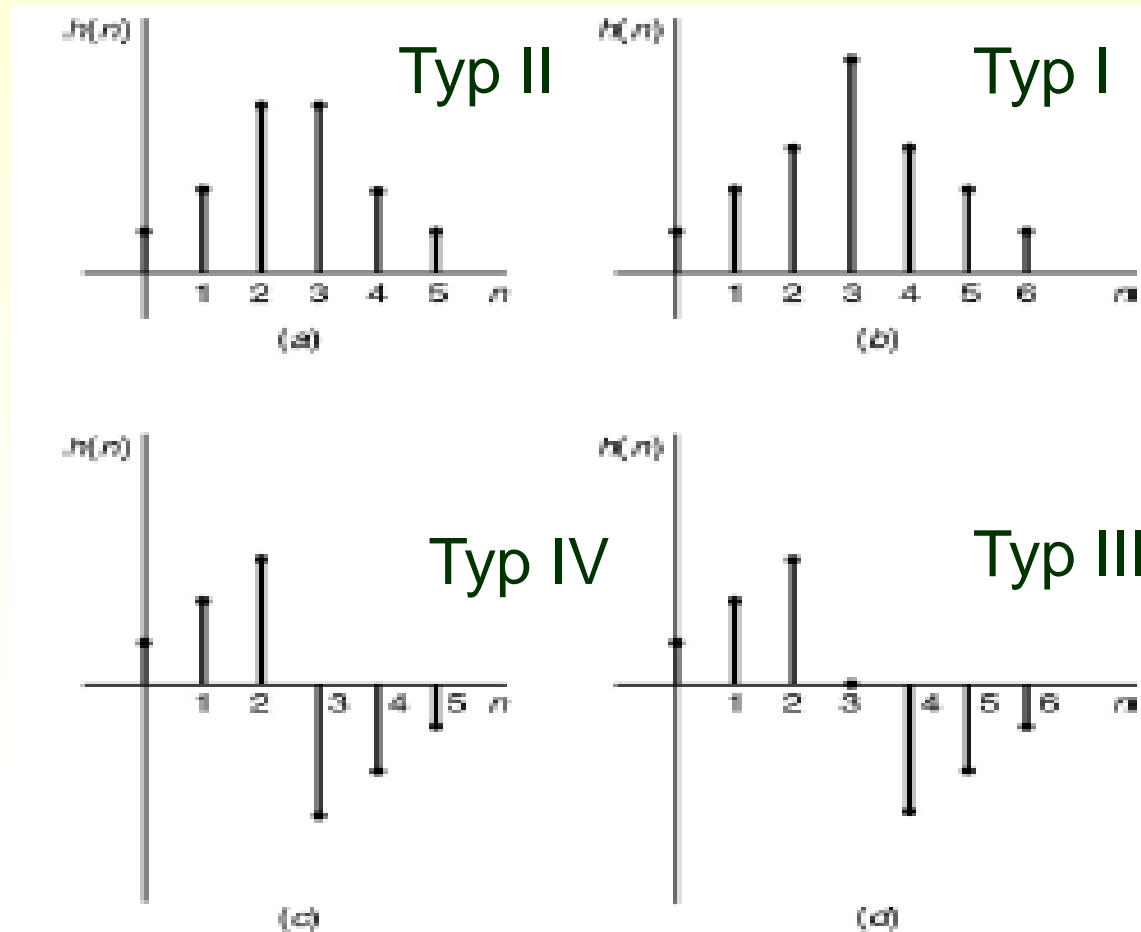 h(n)
Typ II
1 2 3 4 5 n
(a)
h(n)
Typ I
1 2 3 4 5 6 n
(b)
h(n)
Typ IV
1 2 3 4 5 n
(c)
h(n)
Typ III
1 2 3 4 5 6 n
(d)